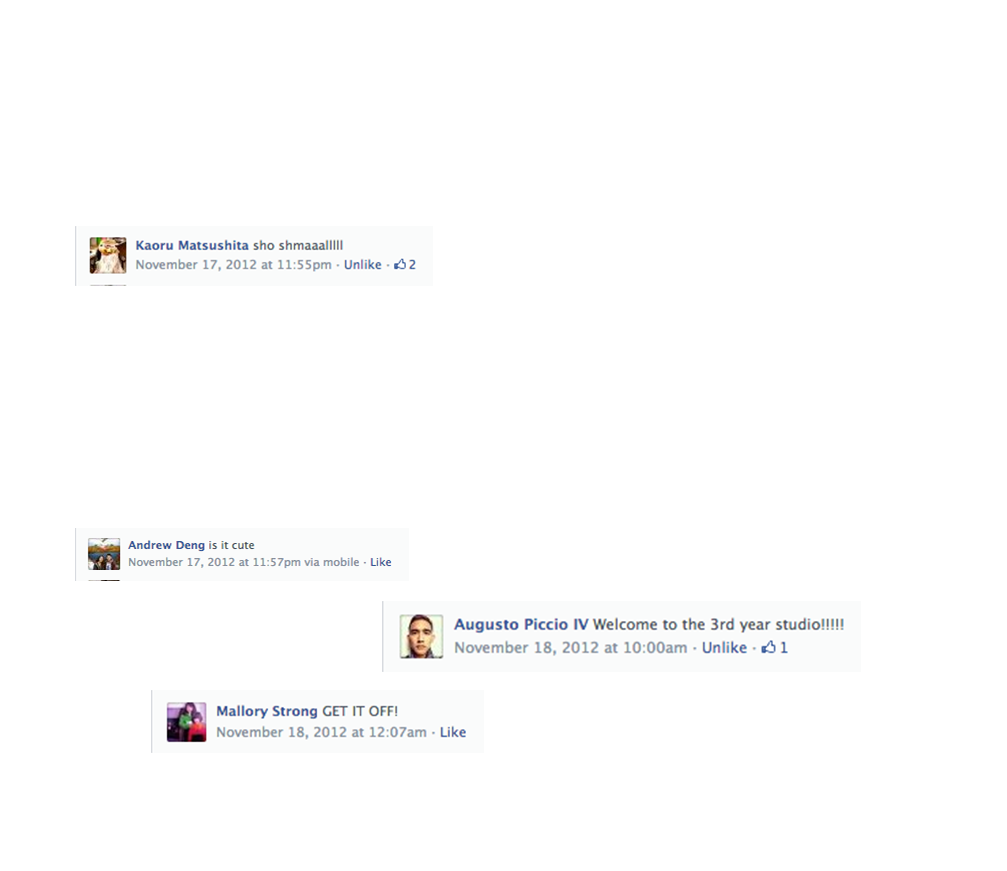 Kaoru Matsushita sho shmaaalllll
November 17, 2012 at 11:55pm · Unlike · 2
Andrew Deng is it cute
November 17, 2012 at 11:57pm via mobile · Like
Augusto Piccio IV Welcome to the 3rd year studio!!!!!
November 18, 2012 at 10:00am · Unlike · 1
Mallory Strong GET IT OFF!
November 18, 2012 at 12:07am · Like